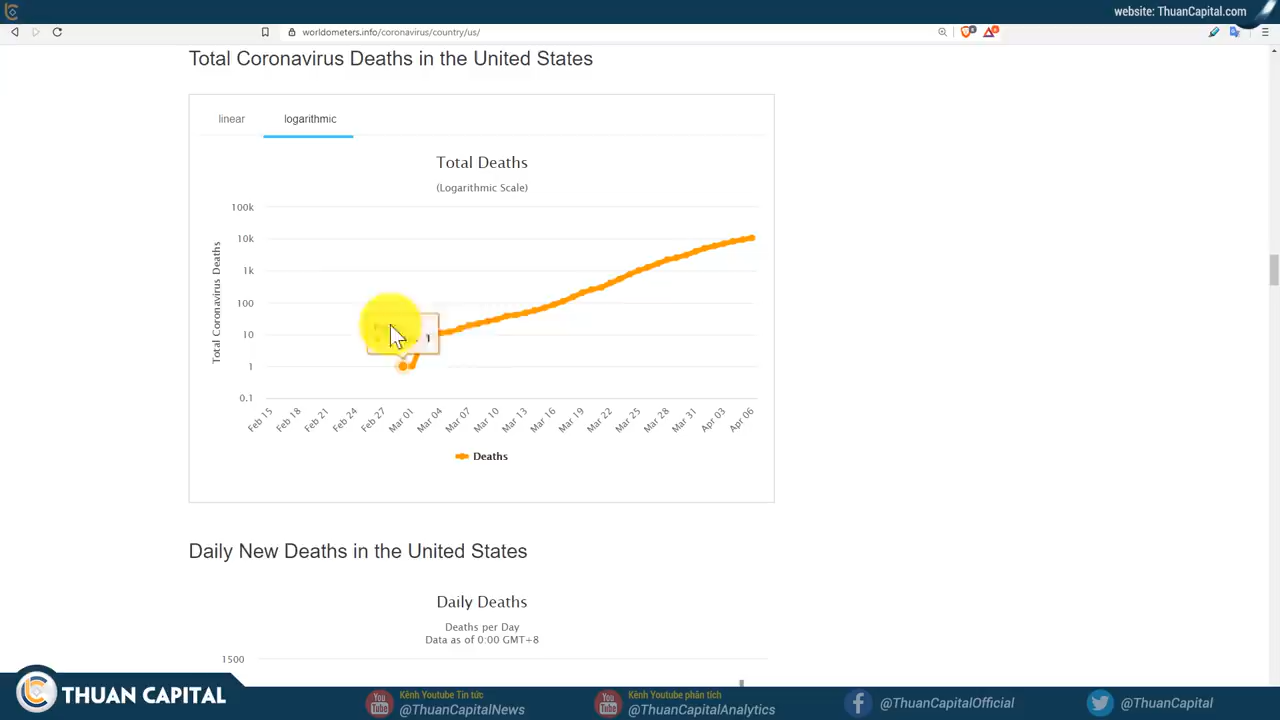 website: ThuanCapital.com
worldometers.info/coronavirus/country/us/
Total Coronavirus Deaths in the United States
linear
logarithmic
Total Deaths
(Logarithmic Scale)
Total Coronavirus Deaths
100k
10k
1k
100
10
1
0.1
1
Feb 15
Feb 18
Feb 21
Feb 24
Feb 27
Mar 01
Mar 04
Mar 07
Mar 10
Mar 13
Mar 16
Mar 19
Mar 22
Mar 25
Mar 28
Mar 31
Apr 03
Apr 06
Deaths
Daily New Deaths in the United States
Daily Deaths
Deaths per Day
Data as of 0:00 GMT+8
1500
THUAN CAPITAL
You Tube
Kênh Youtube Tin tức
@ThuanCapitalNews
You Tube
Kênh Youtube phân tích
@ThuanCapitalAnalytics
@ThuanCapitalOfficial
@ThuanCapital